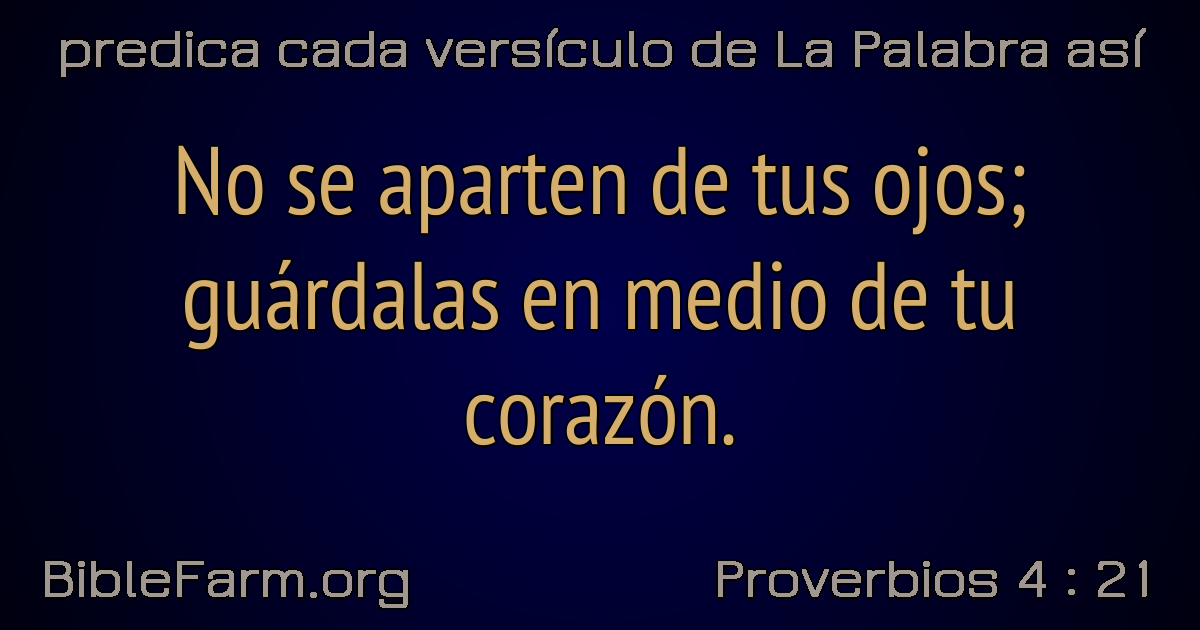 predica cada versículo de La Palabra así
No se aparten de tus ojos;
guárdalas en medio de tu
corazón.
BibleFarm.org
Proverbios 4 : 21